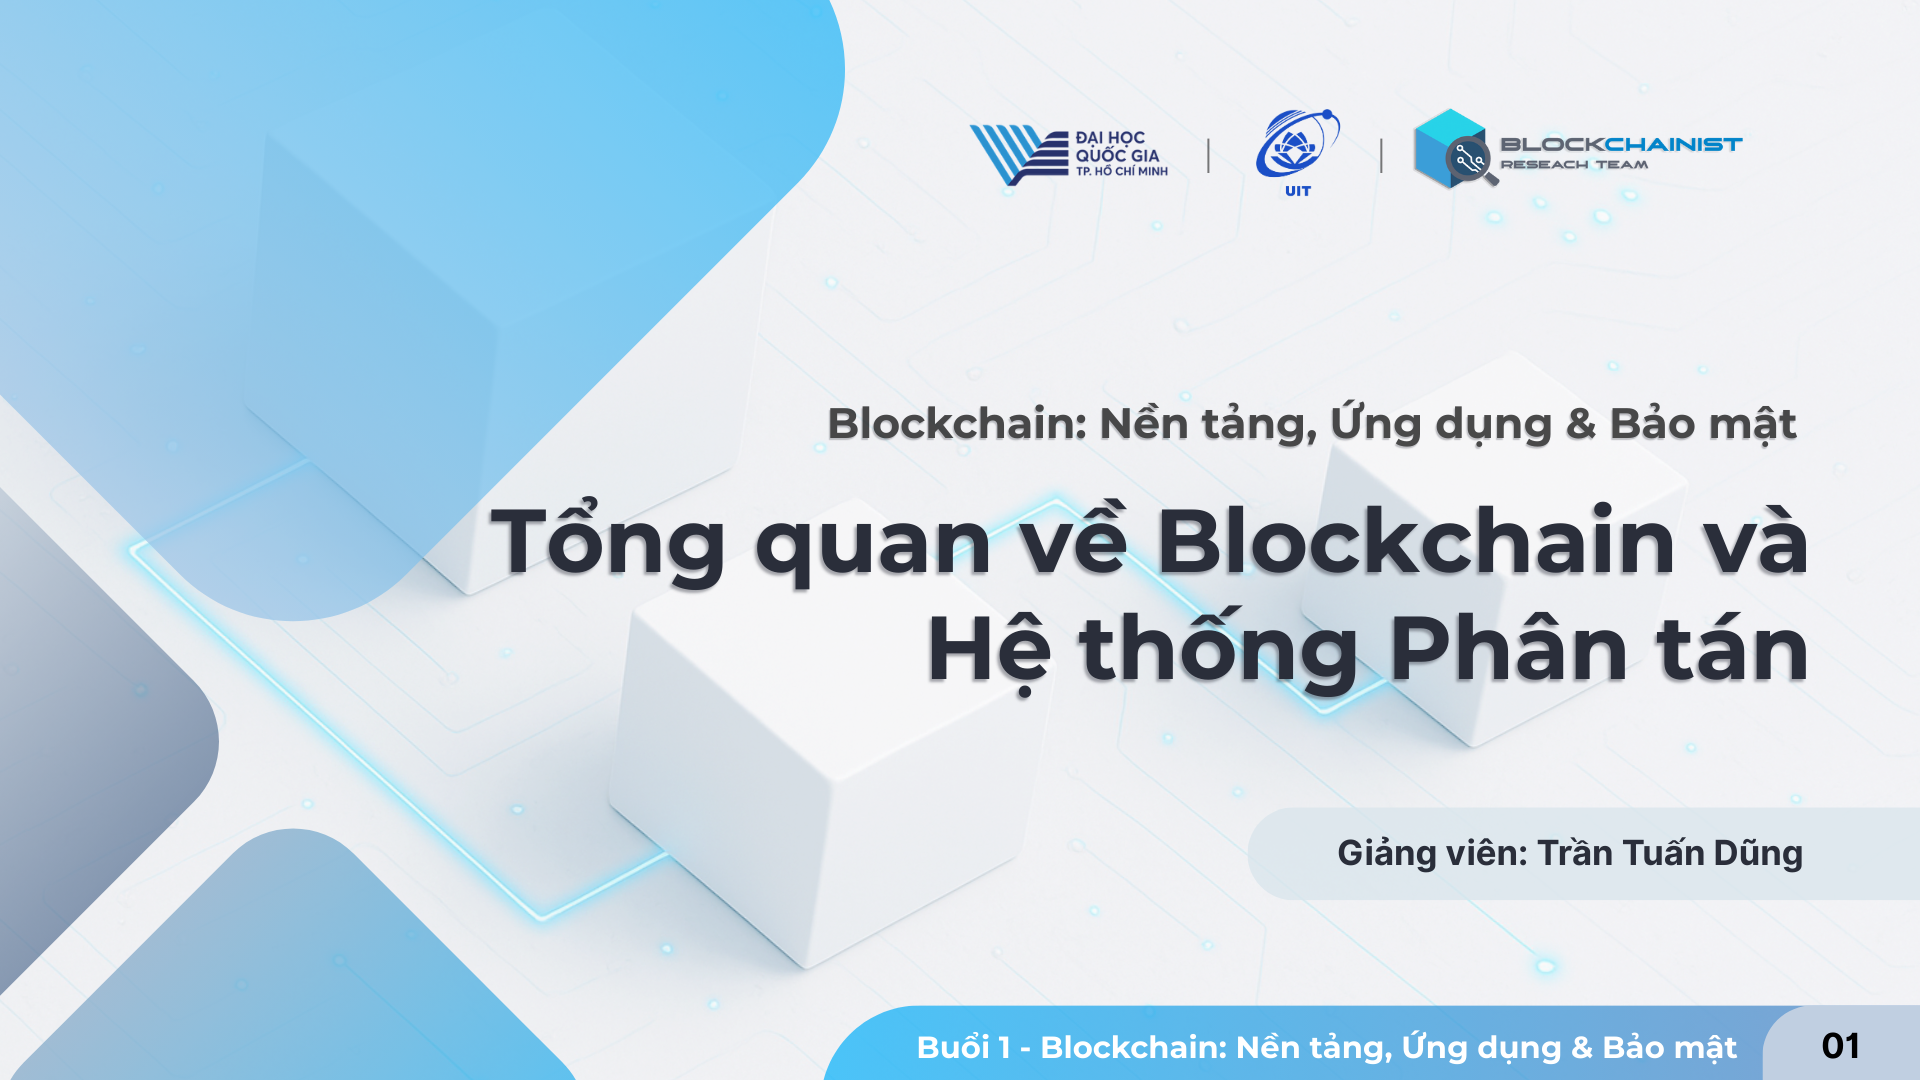 ĐẠI HỌC
QUỐC GIA
TP. HỒ CHÍ MINH
UIT
BLOCKCHAINIST
RESEACH TEAM
Blockchain: Nền tảng, Ứng dụng & Bảo mật
Tổng quan về Blockchain và
Hệ thống Phân tán
Giảng viên: Trần Tuấn Dũng
Buổi 1 - Blockchain: Nền tảng, Ứng dụng & Bảo mật
01